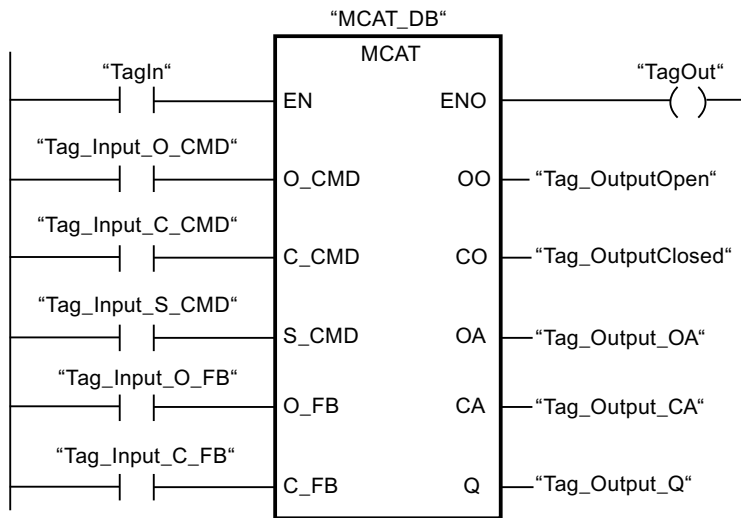 “MCAT_DB“
MCAT
“TagIn“
EN
ENO
“TagOut“
“Tag_Input_O_CMD“
O_CMD
OO
“Tag_OutputOpen“
“Tag_Input_C_CMD“
C_CMD
CO
“Tag_OutputClosed“
“Tag_Input_S_CMD“
S_CMD
OA
“Tag_Output_OA“
“Tag_Input_O_FB“
O_FB
CA
“Tag_Output_CA“
“Tag_Input_C_FB“
C_FB
Q
“Tag_Output_Q“